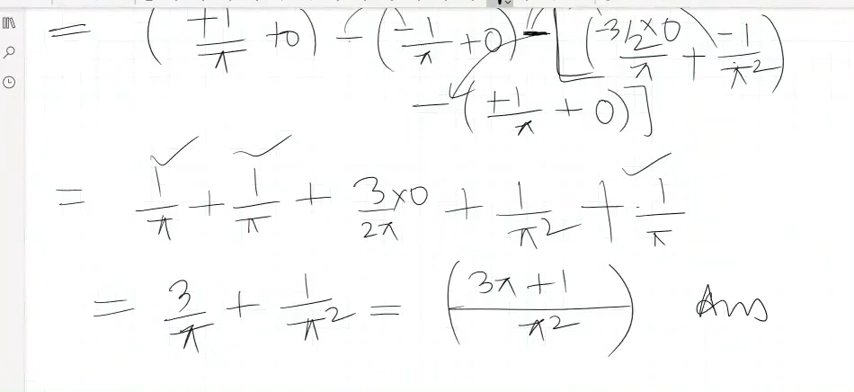 = (+1/π + 0) - (-1/π + 0) - [(-3/2×0/π + -1/π²)
- (+1/π + 0)]
= 1/π + 1/π + 3×0/2π + 1/π² + 1/π
= 3/π + 1/π² = (3π+1/π²) Ans